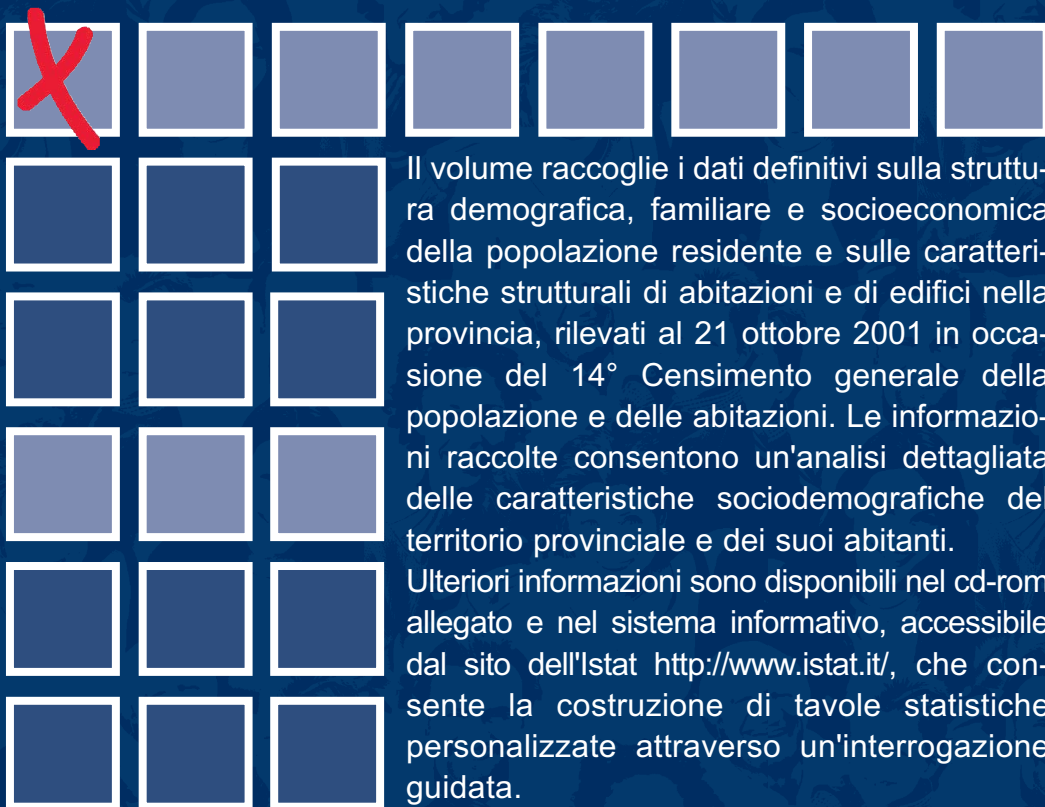 Il volume raccoglie i dati definitivi sulla struttu-
ra demografica, familiare e socioeconomica
della popolazione residente e sulle caratteri-
stiche strutturali di abitazioni e di edifici nella
provincia, rilevati al 21 ottobre 2001 in occa-
sione del 14° Censimento generale della
popolazione e delle abitazioni. Le informazio-
ni raccolte consentono un'analisi dettagliata
delle caratteristiche sociodemografiche del
territorio provinciale e dei suoi abitanti.
Ulteriori informazioni sono disponibili nel cd-rom
allegato e nel sistema informativo, accessibile
dal sito dell'Istat http://www.istat.it/, che con-
sente la costruzione di tavole statistiche
personalizzate attraverso un'interrogazione
guidata.